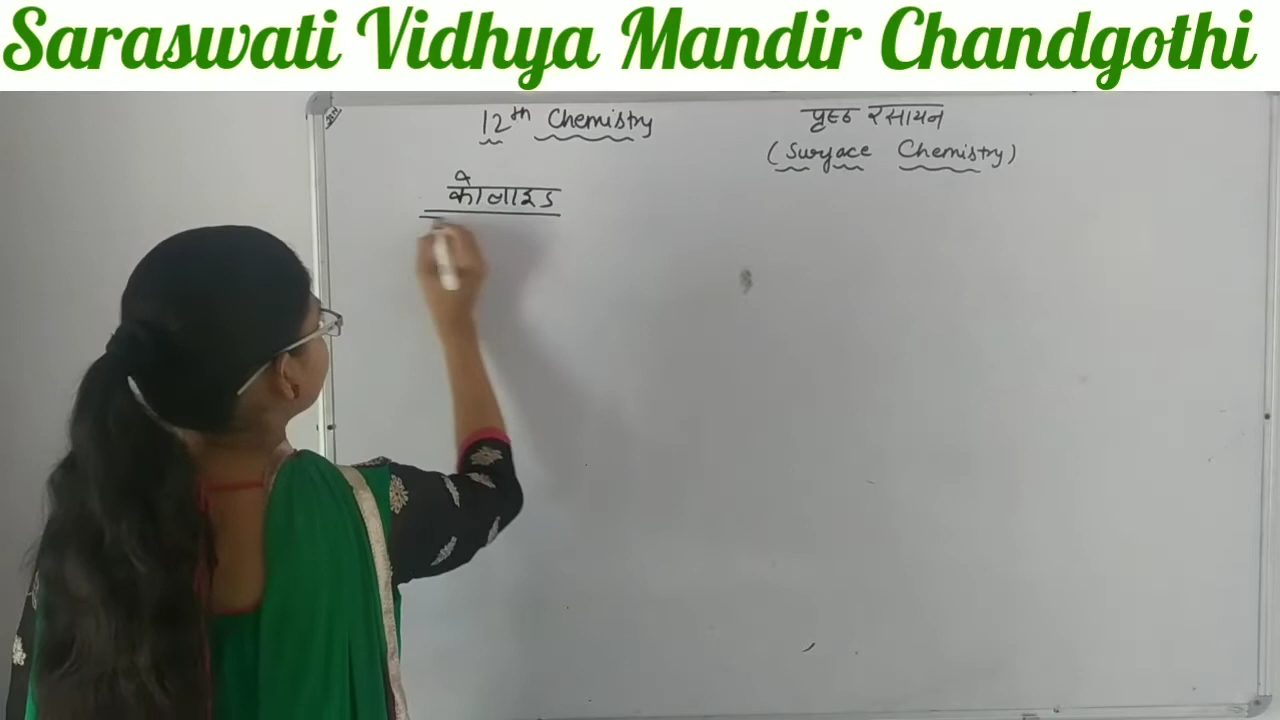 Saraswati Vidhya Mandir Chandgothi
12th Chemistry
पृष्ठ रसायन
(Surface Chemistry)
कोलाइड